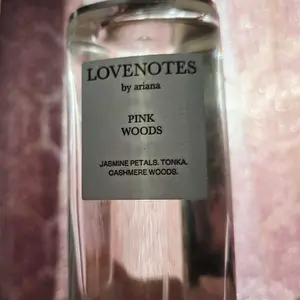 LOVENOTES
by ariana
PINK
WOODS
JASMINE PETALS. TONKA.
CASHMERE WOODS.